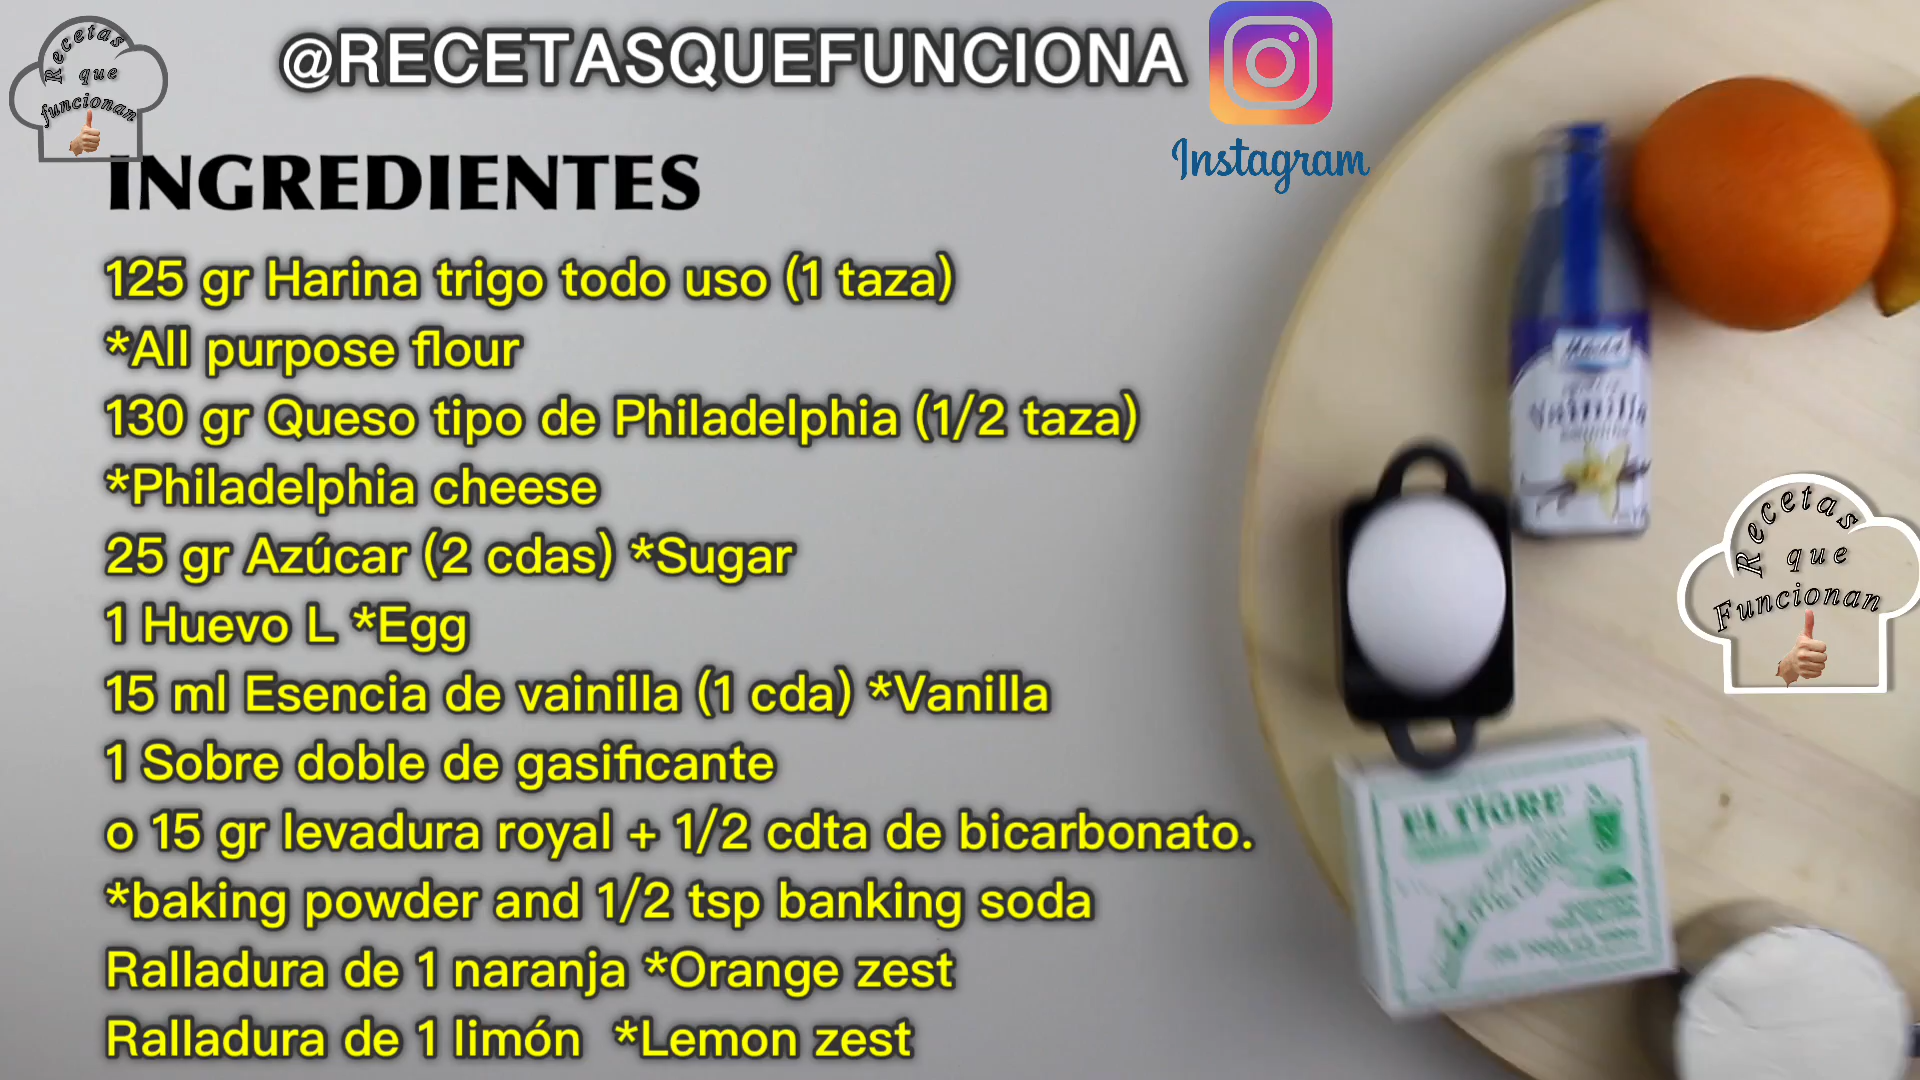 Recetas
que
funcionan
@RECETASQUEFUNCIONA
Instagram
INGREDIENTES
125 gr Harina trigo todo uso (1 taza)
*All purpose flour
130 gr Queso tipo de Philadelphia (1/2 taza)
*Philadelphia cheese
25 gr Azúcar (2 cdas) *Sugar
1 Huevo L *Egg
15 ml Esencia de vainilla (1 cda) *Vanilla
1 Sobre doble de gasificante
o 15 gr levadura royal + 1/2 cdta de bicarbonato.
*baking powder and 1/2 tsp banking soda
Ralladura de 1 naranja *Orange zest
Ralladura de 1 limón *Lemon zest
Vainilla
Recetas
que
Funcionan
EL TIGRE